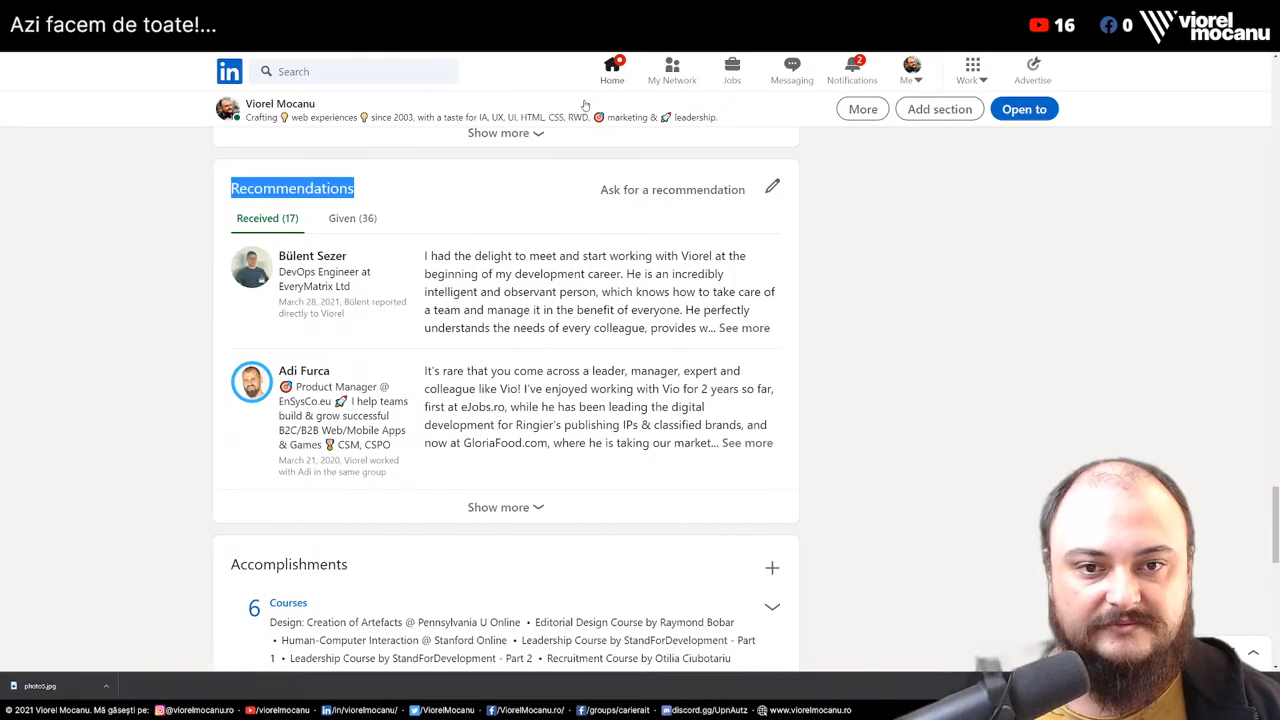 Azi facem de toate!...
16
0
viorel
mocanu
in
Search
Home
My Network
Jobs
Messaging
2
Notifications
Me
Work
Advertise
Viorel Mocanu
Crafting 💡 web experiences 💡 since 2003, with a taste for IA, UX, UI, HTML, CSS, RWD, 🎯 marketing & 🚀 leadership.
More
Add section
Open to
Show more
Recommendations
Ask for a recommendation
Received (17)
Given (36)
Bülent Sezer
DevOps Engineer at
EveryMatrix Ltd
March 28, 2021, Bülent reported
directly to Viorel
I had the delight to meet and start working with Viorel at the
beginning of my development career. He is an incredibly
intelligent and observant person, which knows how to take care of
a team and manage it in the benefit of everyone. He perfectly
understands the needs of every colleague, provides w... See more
Adi Furca
🎯 Product Manager @
EnSysCo.eu 🚀 I help teams
build & grow successful
B2C/B2B Web/Mobile Apps
& Games 🏅 CSM, CSPO
March 21, 2020, Viorel worked
with Adi in the same group
It's rare that you come across a leader, manager, expert and
colleague like Vio! I've enjoyed working with Vio for 2 years so far,
first at eJobs.ro, while he has been leading the digital
development for Ringier's publishing IPs & classified brands, and
now at GloriaFood.com, where he is taking our market... See more
Show more
Accomplishments
6
Courses
Design: Creation of Artefacts @ Pennsylvania U Online • Editorial Design Course by Raymond Bobar
• Human-Computer Interaction @ Stanford Online • Leadership Course by StandForDevelopment - Part
1 • Leadership Course by StandForDevelopment - Part 2 • Recruitment Course by Otilia Ciubotariu
photo5.jpg
© 2021 Viorel Mocanu. Mă găsești pe: @viorelmocanu.ro /viorelmocanu in/viorelmocanu/ /ViorelMocanu /ViorelMocanu.ro/ /groups/carierait discord.gg/UpnAutz www.viorelmocanu.ro